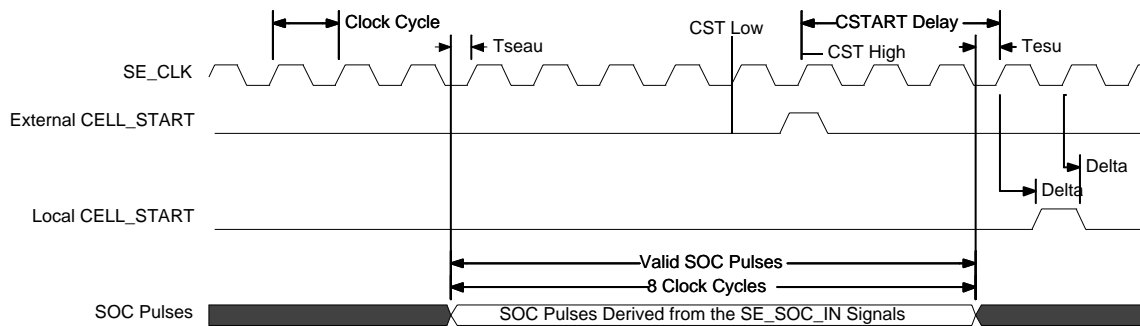 Clock Cycle
CST Low
CSTART Delay
Tseau
CST High
Tesu
SE_CLK
External CELL_START
Delta
Delta
Local CELL_START
Valid SOC Pulses
8 Clock Cycles
SOC Pulses
SOC Pulses Derived from the SE_SOC_IN Signals